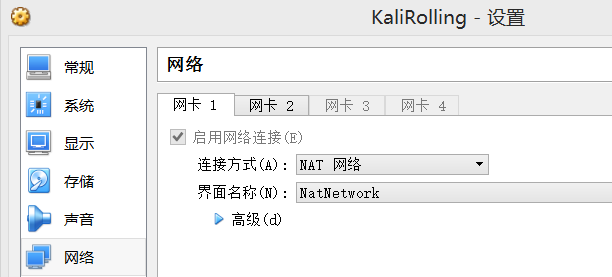 KaliRolling - 设置
常规
系统
显示
存储
声音
网络
网络
网卡 1 网卡 2 网卡 3 网卡 4
启用网络连接(E)
连接方式(A): NAT 网络
界面名称(N): NatNetwork
高级(d)